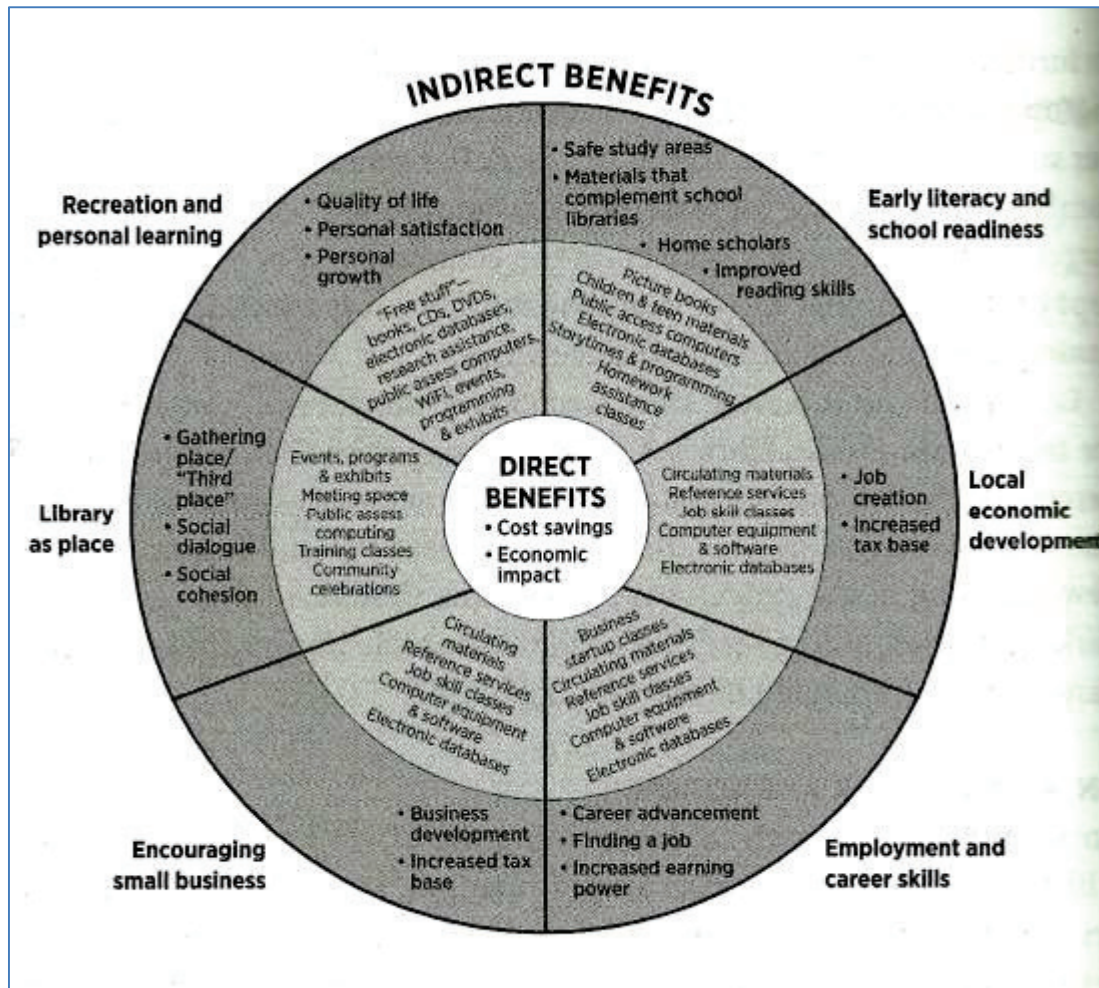 INDIRECT BENEFITS
Recreation and
personal learning
• Quality of life
• Personal satisfaction
• Personal
growth
"Free stuff"—
books, CDs, DVDs,
electronic databases,
research assistance,
public assess computers,
WiFi, events,
programming
& exhibits
Early literacy and
school readiness
• Safe study areas
• Materials that
complement school
libraries
• Home scholars
• Improved
reading skills
Picture books
Children & teen materials
Public access computers
Electronic databases
Storytimes & programming
Homework
assistance
classes
Library
as place
• Gathering
place/
"Third
place"
• Social
dialogue
• Social
cohesion
Events, programs
& exhibits
Meeting space
Public assess
computing
Training classes
Community
celebrations
DIRECT
BENEFITS
• Cost savings
• Economic
impact
Circulating materials
Reference services
Job skill classes
Computer equipment
& software
Electronic databases
• Job
creation
• Increased
tax base
Local
economic
development
Encouraging
small business
Circulating
materials
Reference services
Job skill classes
Computer equipment
& software
Electronic databases
• Business
development
• Increased tax
base
Business
startup classes
Circulating materials
Reference services
Job skill classes
Computer equipment
& software
Electronic databases
• Career advancement
• Finding a job
• Increased earning
power
Employment and
career skills